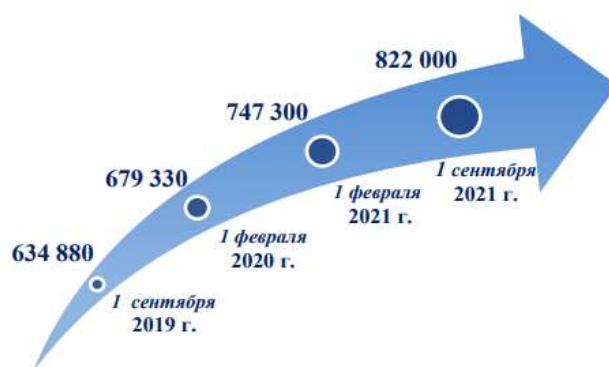 822 000
747 300
679 330
634 880
1 сентября
2021 г.
1 февраля
2021 г.
1 февраля
2020 г.
1 сентября
2019 г.